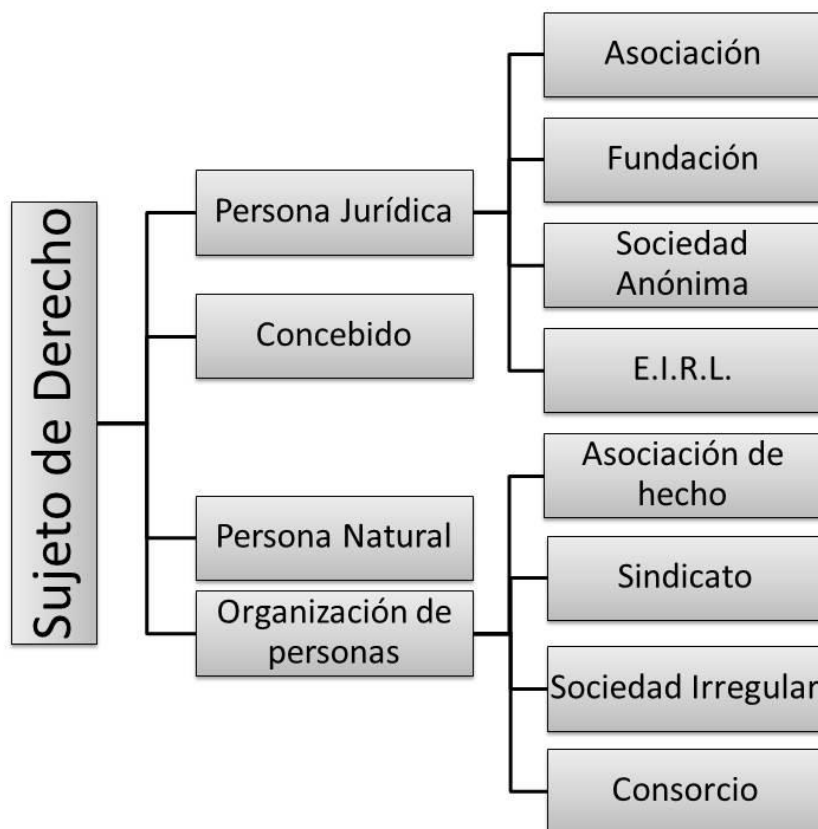 Sujeto de Derecho
Persona Jurídica
Asociación
Fundación
Sociedad
Anónima
E.I.R.L.
Concebido
Persona Natural
Organización de
personas
Asociación de
hecho
Sindicato
Sociedad Irregular
Consorcio